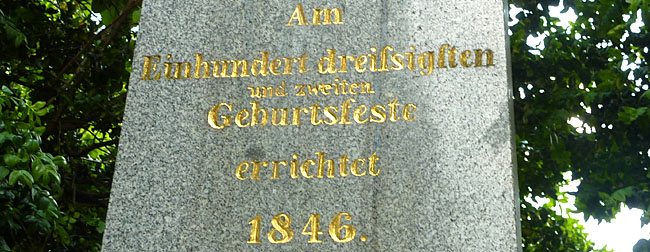 Am
Einhundert dreiſsigſten
und zweiten
Geburtsfeste
errichtet
1846.